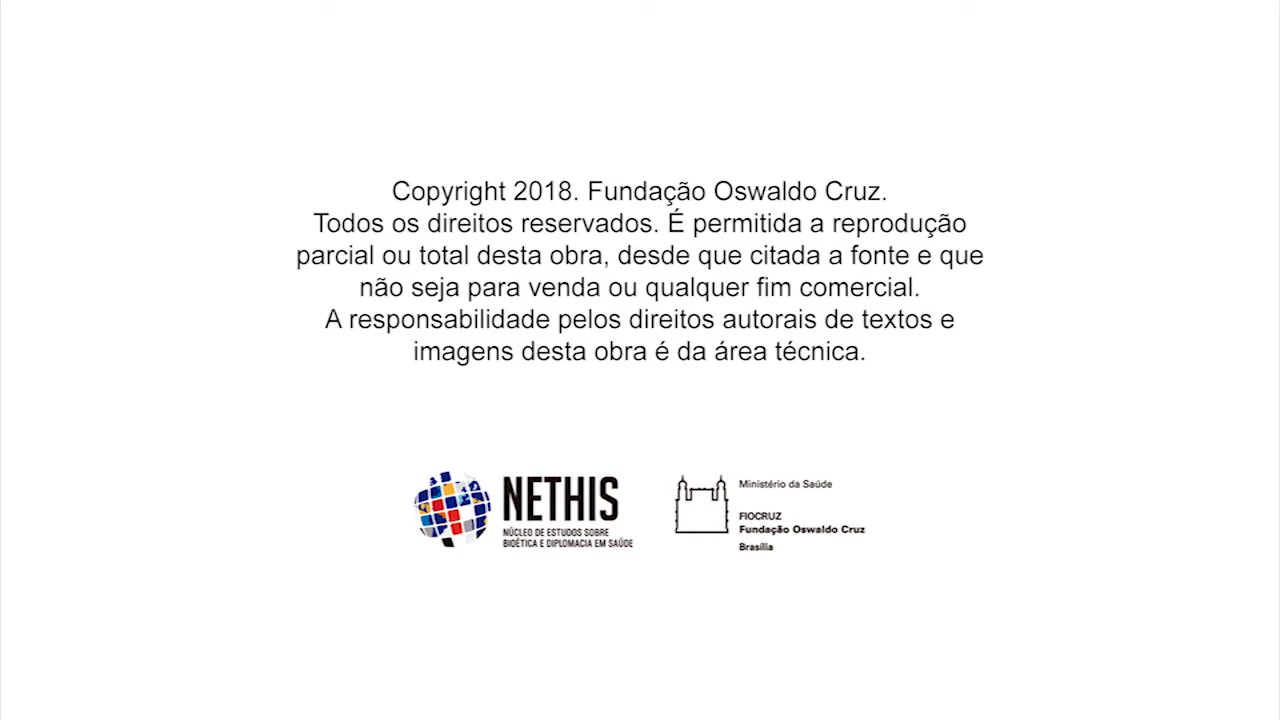 Copyright 2018. Fundação Oswaldo Cruz.
Todos os direitos reservados. É permitida a reprodução
parcial ou total desta obra, desde que citada a fonte e que
não seja para venda ou qualquer fim comercial.
A responsabilidade pelos direitos autorais de textos e
imagens desta obra é da área técnica.
NETHIS
NÚCLEO DE ESTUDOS SOBRE
BIOÉTICA E DIPLOMACIA EM SAÚDE
Ministério da Saúde
FIOCRUZ
Fundação Oswaldo Cruz
Brasília